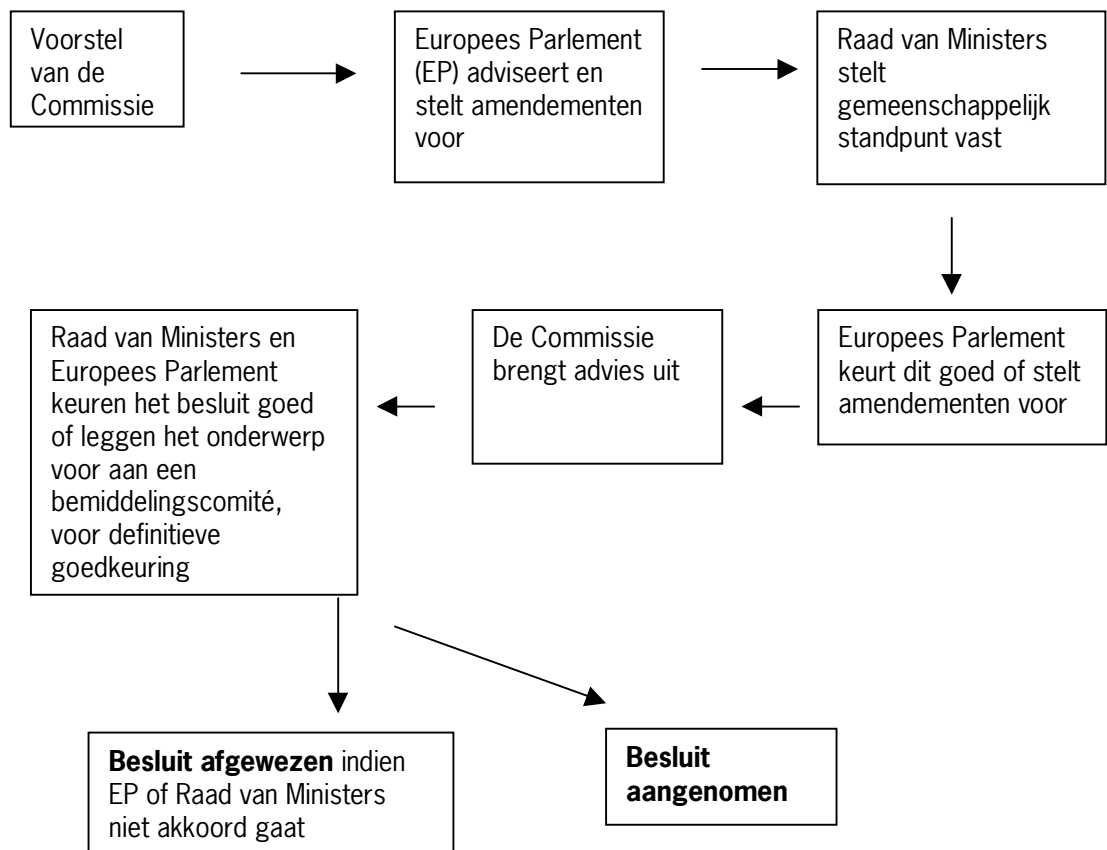 Voorstel
van de
Commissie
Europees Parlement
(EP) adviseert en
stelt amendementen
voor
Raad van Ministers
stelt
gemeenschappelijk
standpunt vast
Europees Parlement
keurt dit goed of stelt
amendementen voor
De Commissie
brengt advies uit
Raad van Ministers en
Europees Parlement
keuren het besluit goed
of leggen het onderwerp
voor aan een
bemiddelingscomité,
voor definitieve
goedkeuring
Besluit afgewezen indien
EP of Raad van Ministers
niet akkoord gaat
Besluit
aangenomen